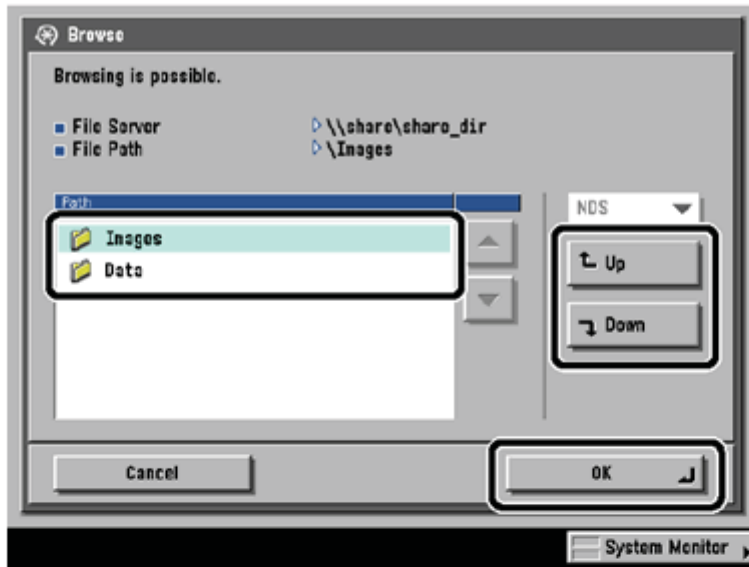 Browse
Browsing is possible.
File Server \\share\share_dir
File Path \Images
Path
NDS
Images
Data
Up
Down
Cancel OK
System Monitor